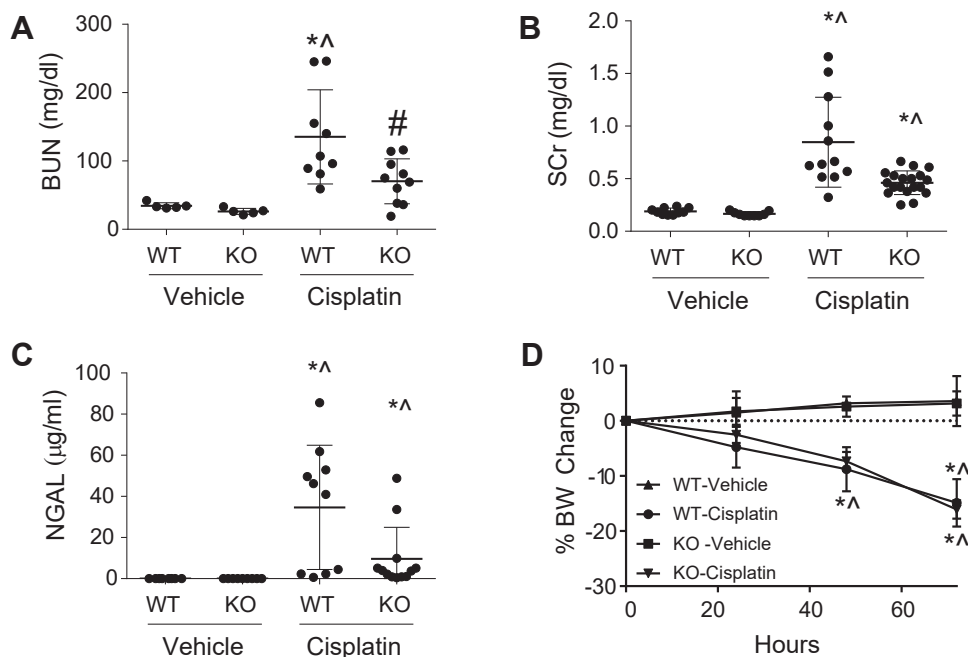 A
BUN (mg/dl)
300
200
100
0
*^
#
WT KO WT KO
Vehicle Cisplatin
B
SCr (mg/dl)
2.0
1.5
1.0
0.5
0.0
*^
*^
WT KO WT KO
Vehicle Cisplatin
C
NGAL (µg/ml)
100
80
60
40
20
0
*^
*^
WT KO WT KO
Vehicle Cisplatin
D
% BW Change
10
0
-10
-20
-30
WT-Vehicle
WT-Cisplatin
KO -Vehicle
KO-Cisplatin
*^
*^
*^
0 20 40 60
Hours